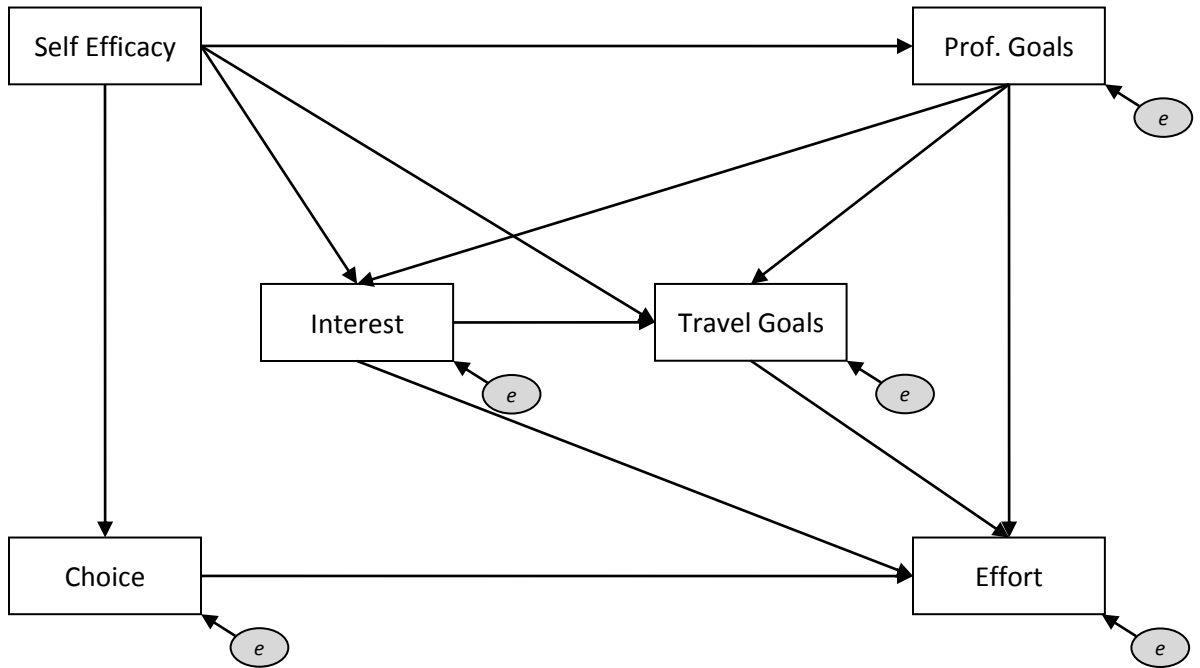 Self Efficacy
Prof. Goals
e
Interest
Travel Goals
e
e
Choice
Effort
e
e